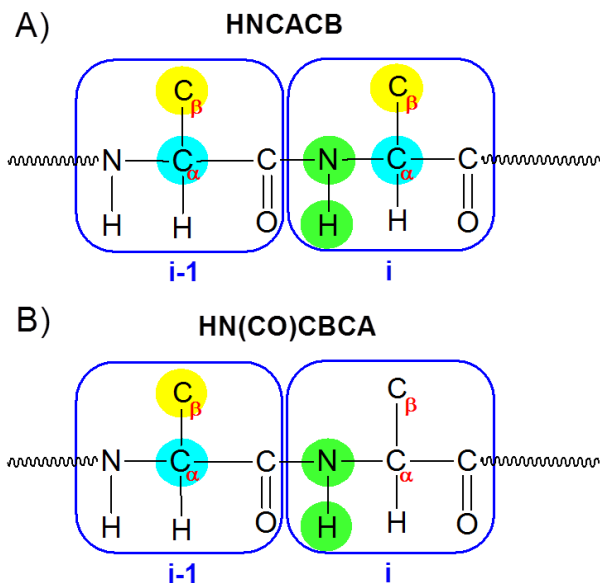 A)
HNCACB
C β C β
N C α C N C α C
H H O H H O
i-1 i
B)
HN(CO)CBCA
C β C β
N C α C N C α C
H H O H H O
i-1 i